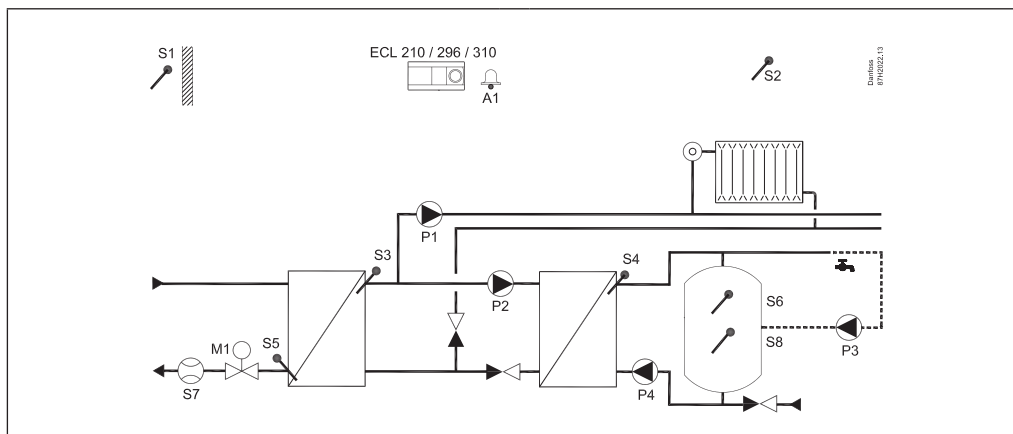 S1
ECL 210 / 296 / 310
A1
S2
Danfoss
87H2022.13
P1
S3
S4
P2
S6
S8
P3
M1
S5
S7
P4